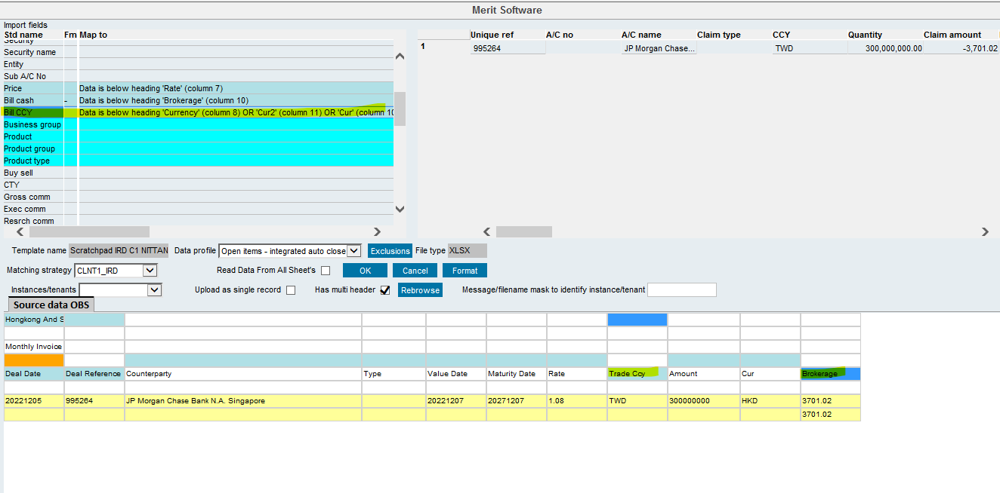 Merit Software
Import fields
Std name Fm Map to
Security
Security name
Entity
Sub A/C No
Price Data is below heading 'Rate' (column 7)
Bill cash - Data is below heading 'Brokerage' (column 10)
Bill CCY Data is below heading 'Currency' (column 8) OR 'Cur2' (column 11) OR 'Cur' (column 10
Business group
Product
Product group
Product type
Buy sell
CTY
Gross comm
Exec comm
Resrch comm
Unique ref A/C no A/C name Claim type CCY Quantity Claim amount
1 995264 JP Morgan Chase... TWD 300,000,000.00 -3,701.02
Template name Scratchpad IRD C1 NITTAN Data profile Open items - integrated auto close Exclusions File type XLSX
Matching strategy CLNT1_IRD Read Data From All Sheet's OK Cancel Format
Instances/tenants Upload as single record Has multi header Rebrowse Message/filename mask to identify instance/tenant
Source data OBS
Hongkong And S
Monthly Invoice
Deal Date Deal Reference Counterparty Type Value Date Maturity Date Rate Trade Ccy Amount Cur Brokerage
20221205 995264 JP Morgan Chase Bank N.A. Singapore 20221207 20271207 1.08 TWD 300000000 HKD 3701.02
3701.02